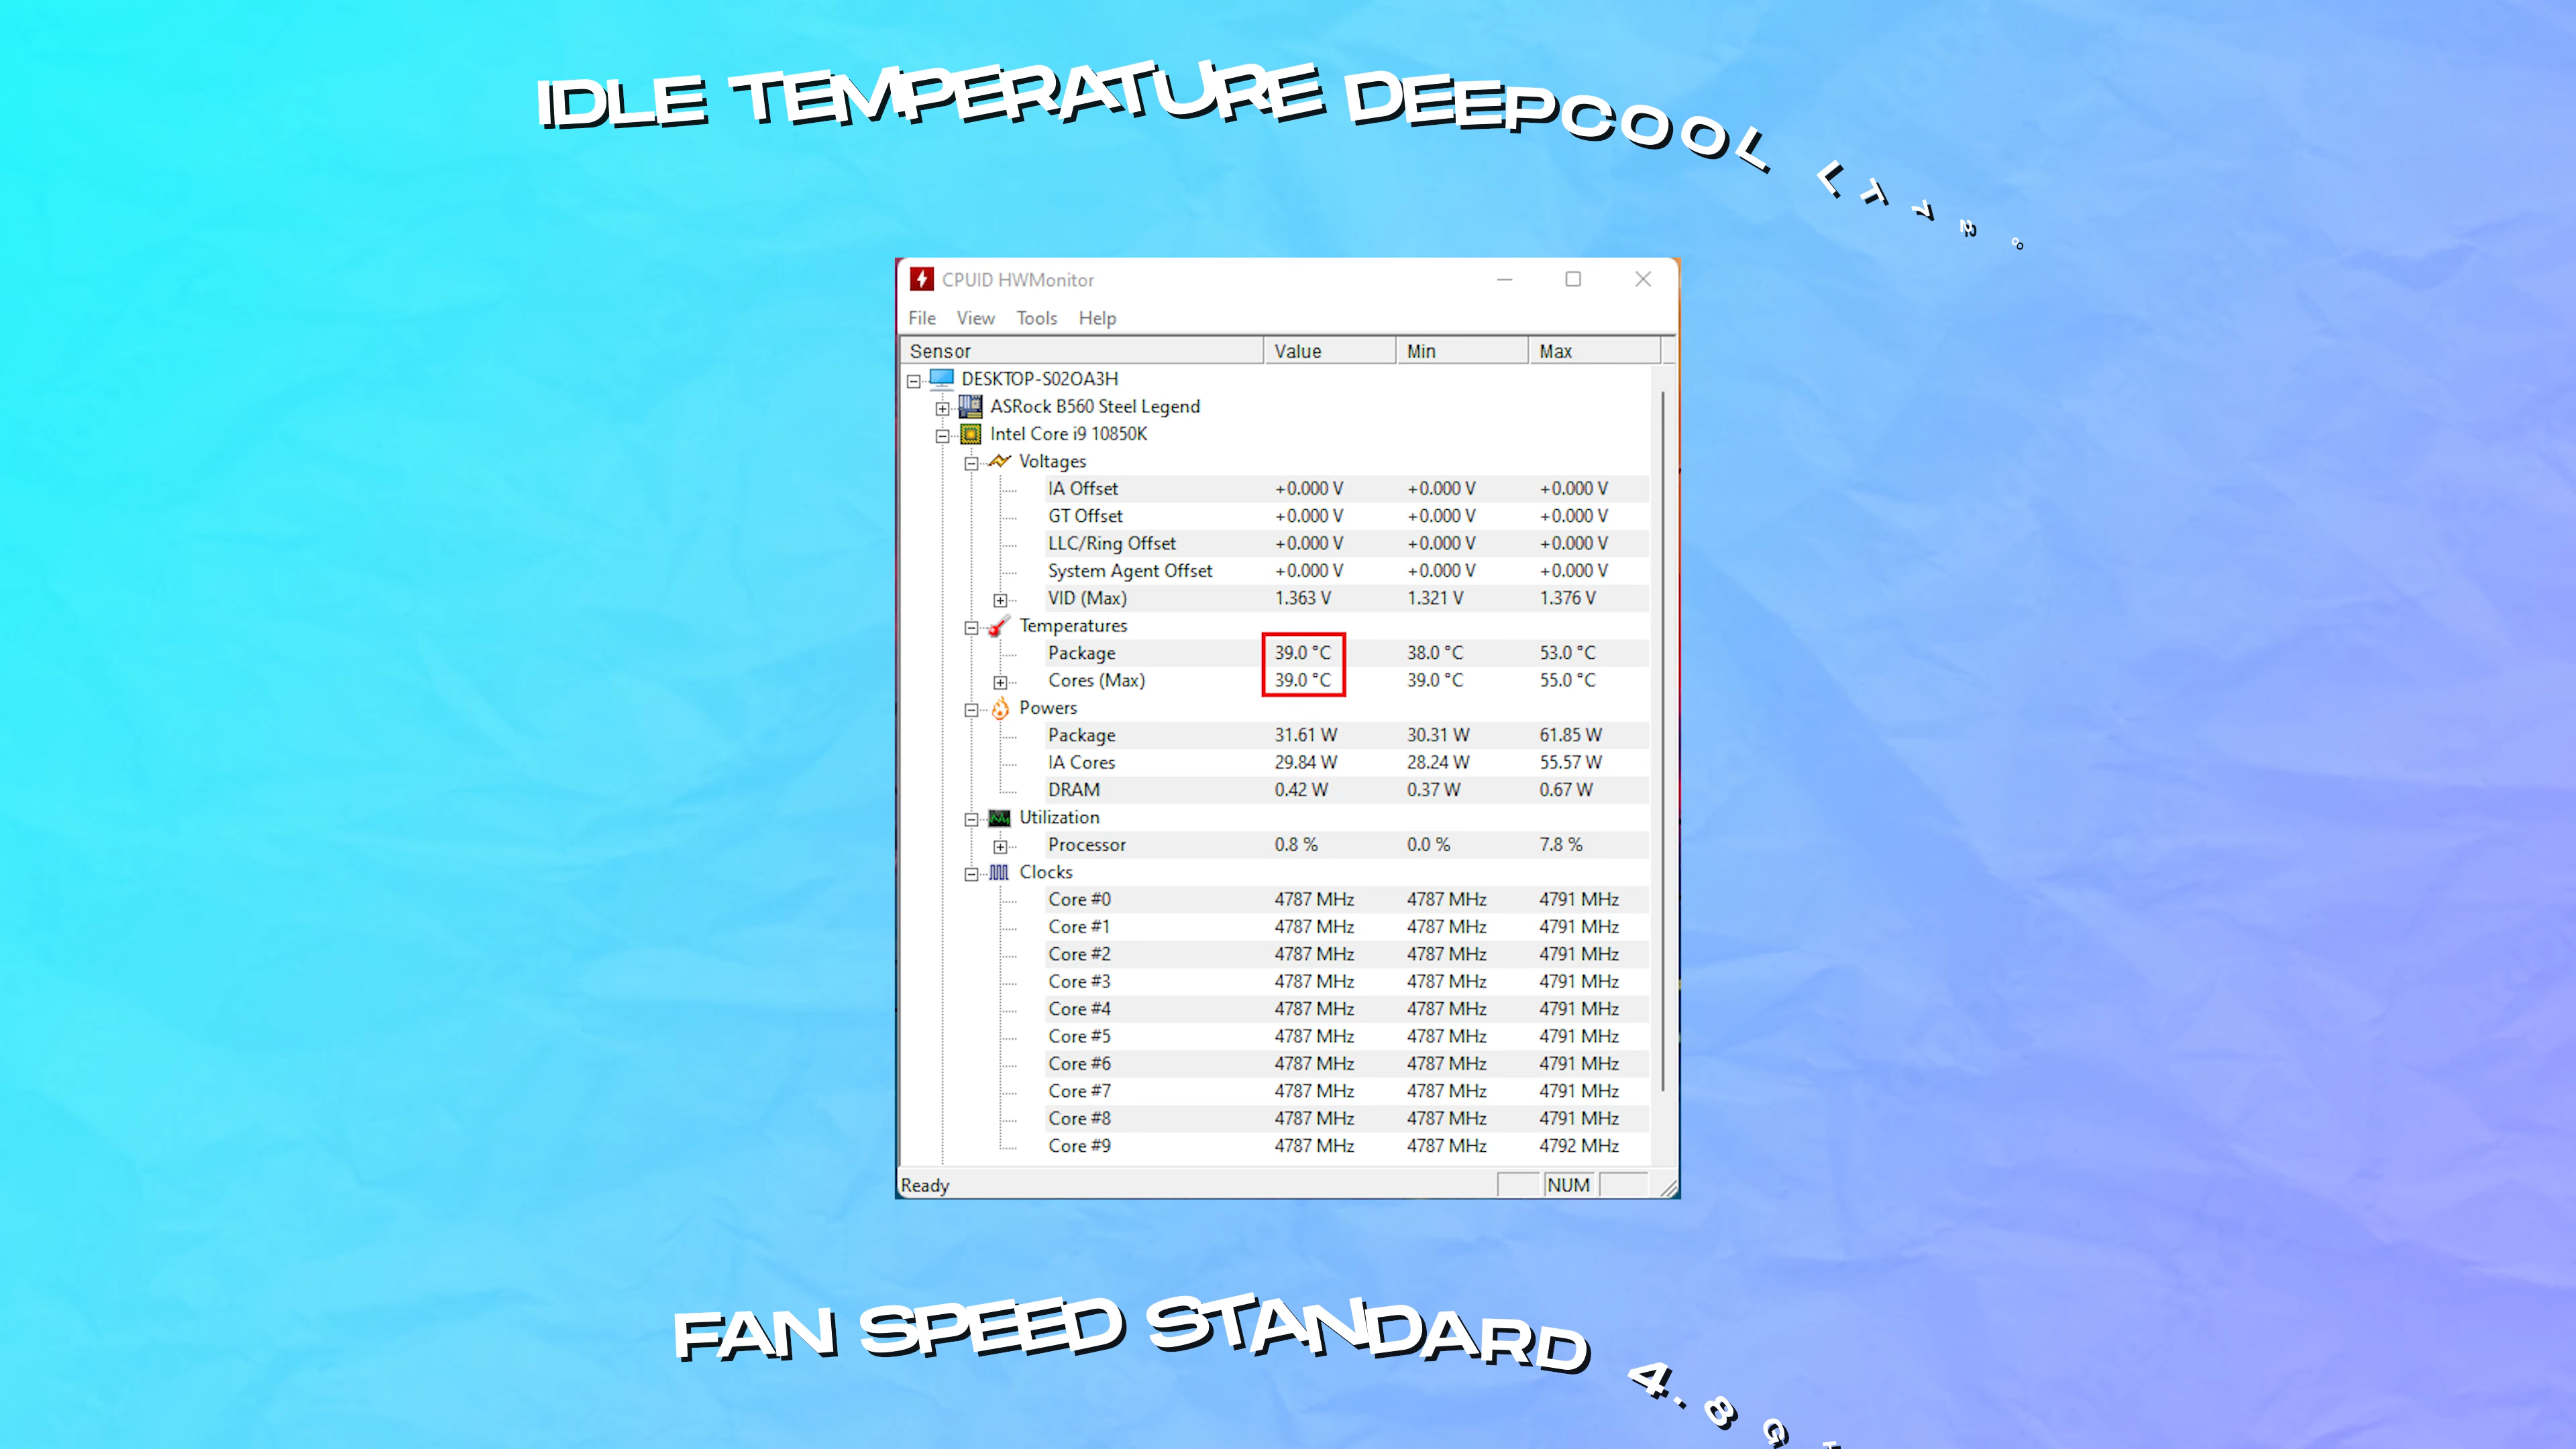 IDLE TEMPERATURE DEEPCOOL LT720
CPUID HWMonitor
File View Tools Help
Sensor Value Min Max
DESKTOP-S02OA3H
ASRock B560 Steel Legend
Intel Core i9 10850K
Voltages
IA Offset +0.000 V +0.000 V +0.000 V
GT Offset +0.000 V +0.000 V +0.000 V
LLC/Ring Offset +0.000 V +0.000 V +0.000 V
System Agent Offset +0.000 V +0.000 V +0.000 V
VID (Max) 1.363 V 1.321 V 1.376 V
Temperatures
Package 39.0 °C 38.0 °C 53.0 °C
Cores (Max) 39.0 °C 39.0 °C 55.0 °C
Powers
Package 31.61 W 30.31 W 61.85 W
IA Cores 29.84 W 28.24 W 55.57 W
DRAM 0.42 W 0.37 W 0.67 W
Utilization
Processor 0.8 % 0.0 % 7.8 %
Clocks
Core #0 4787 MHz 4787 MHz 4791 MHz
Core #1 4787 MHz 4787 MHz 4791 MHz
Core #2 4787 MHz 4787 MHz 4791 MHz
Core #3 4787 MHz 4787 MHz 4791 MHz
Core #4 4787 MHz 4787 MHz 4791 MHz
Core #5 4787 MHz 4787 MHz 4791 MHz
Core #6 4787 MHz 4787 MHz 4791 MHz
Core #7 4787 MHz 4787 MHz 4791 MHz
Core #8 4787 MHz 4787 MHz 4791 MHz
Core #9 4787 MHz 4787 MHz 4792 MHz
Ready NUM
FAN SPEED STANDARD 4.8G